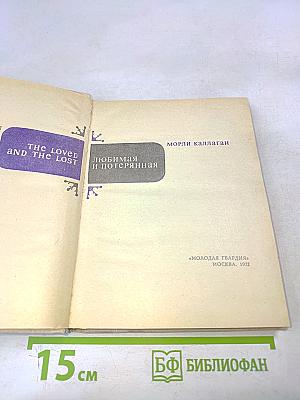 THE LOVED
AND THE LOST
ЛЮБИМАЯ
И ПОТЕРЯННАЯ
МОРЛИ КАЛЛАГАН
«МОЛОДАЯ ГВАРДИЯ»
МОСКВА, 1972
15 см
БФ БИБЛИОФАН